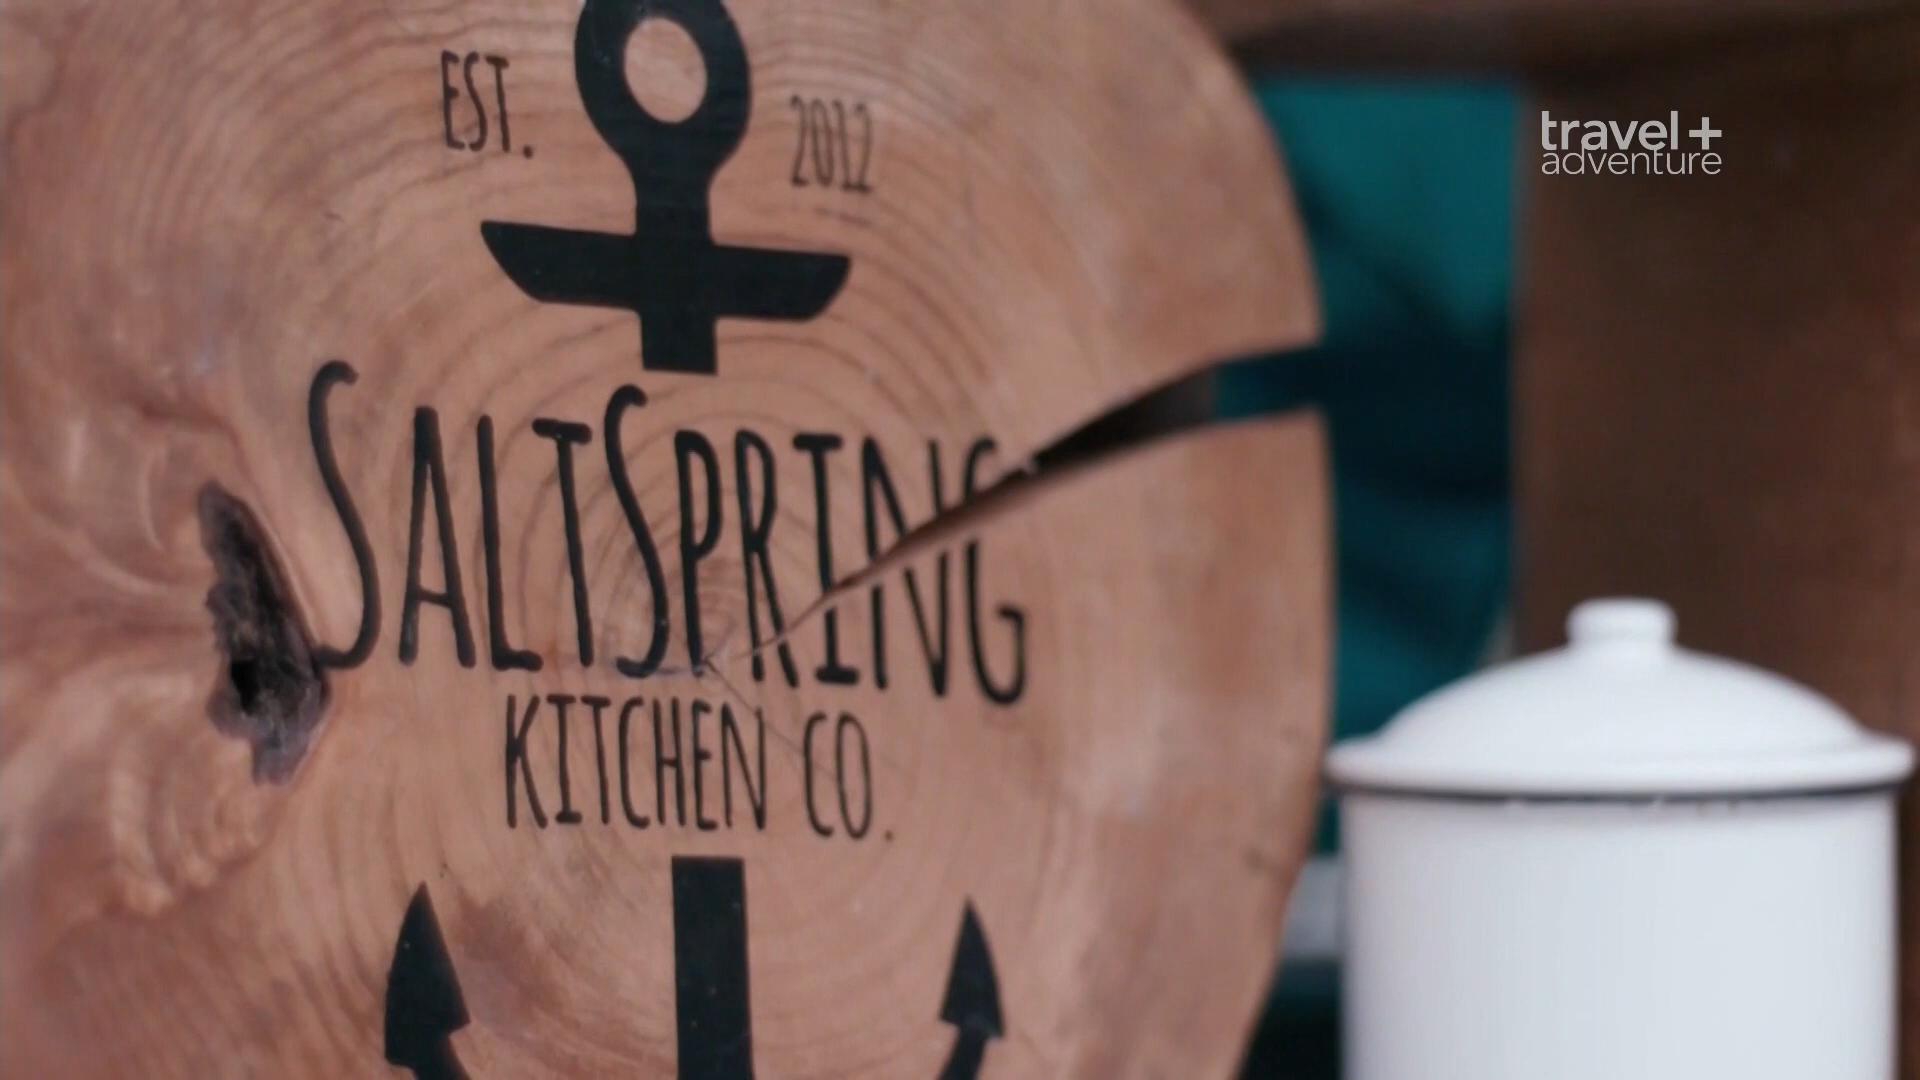 EST. 2012
SALTSPRING
KITCHEN CO.
travel+
adventure